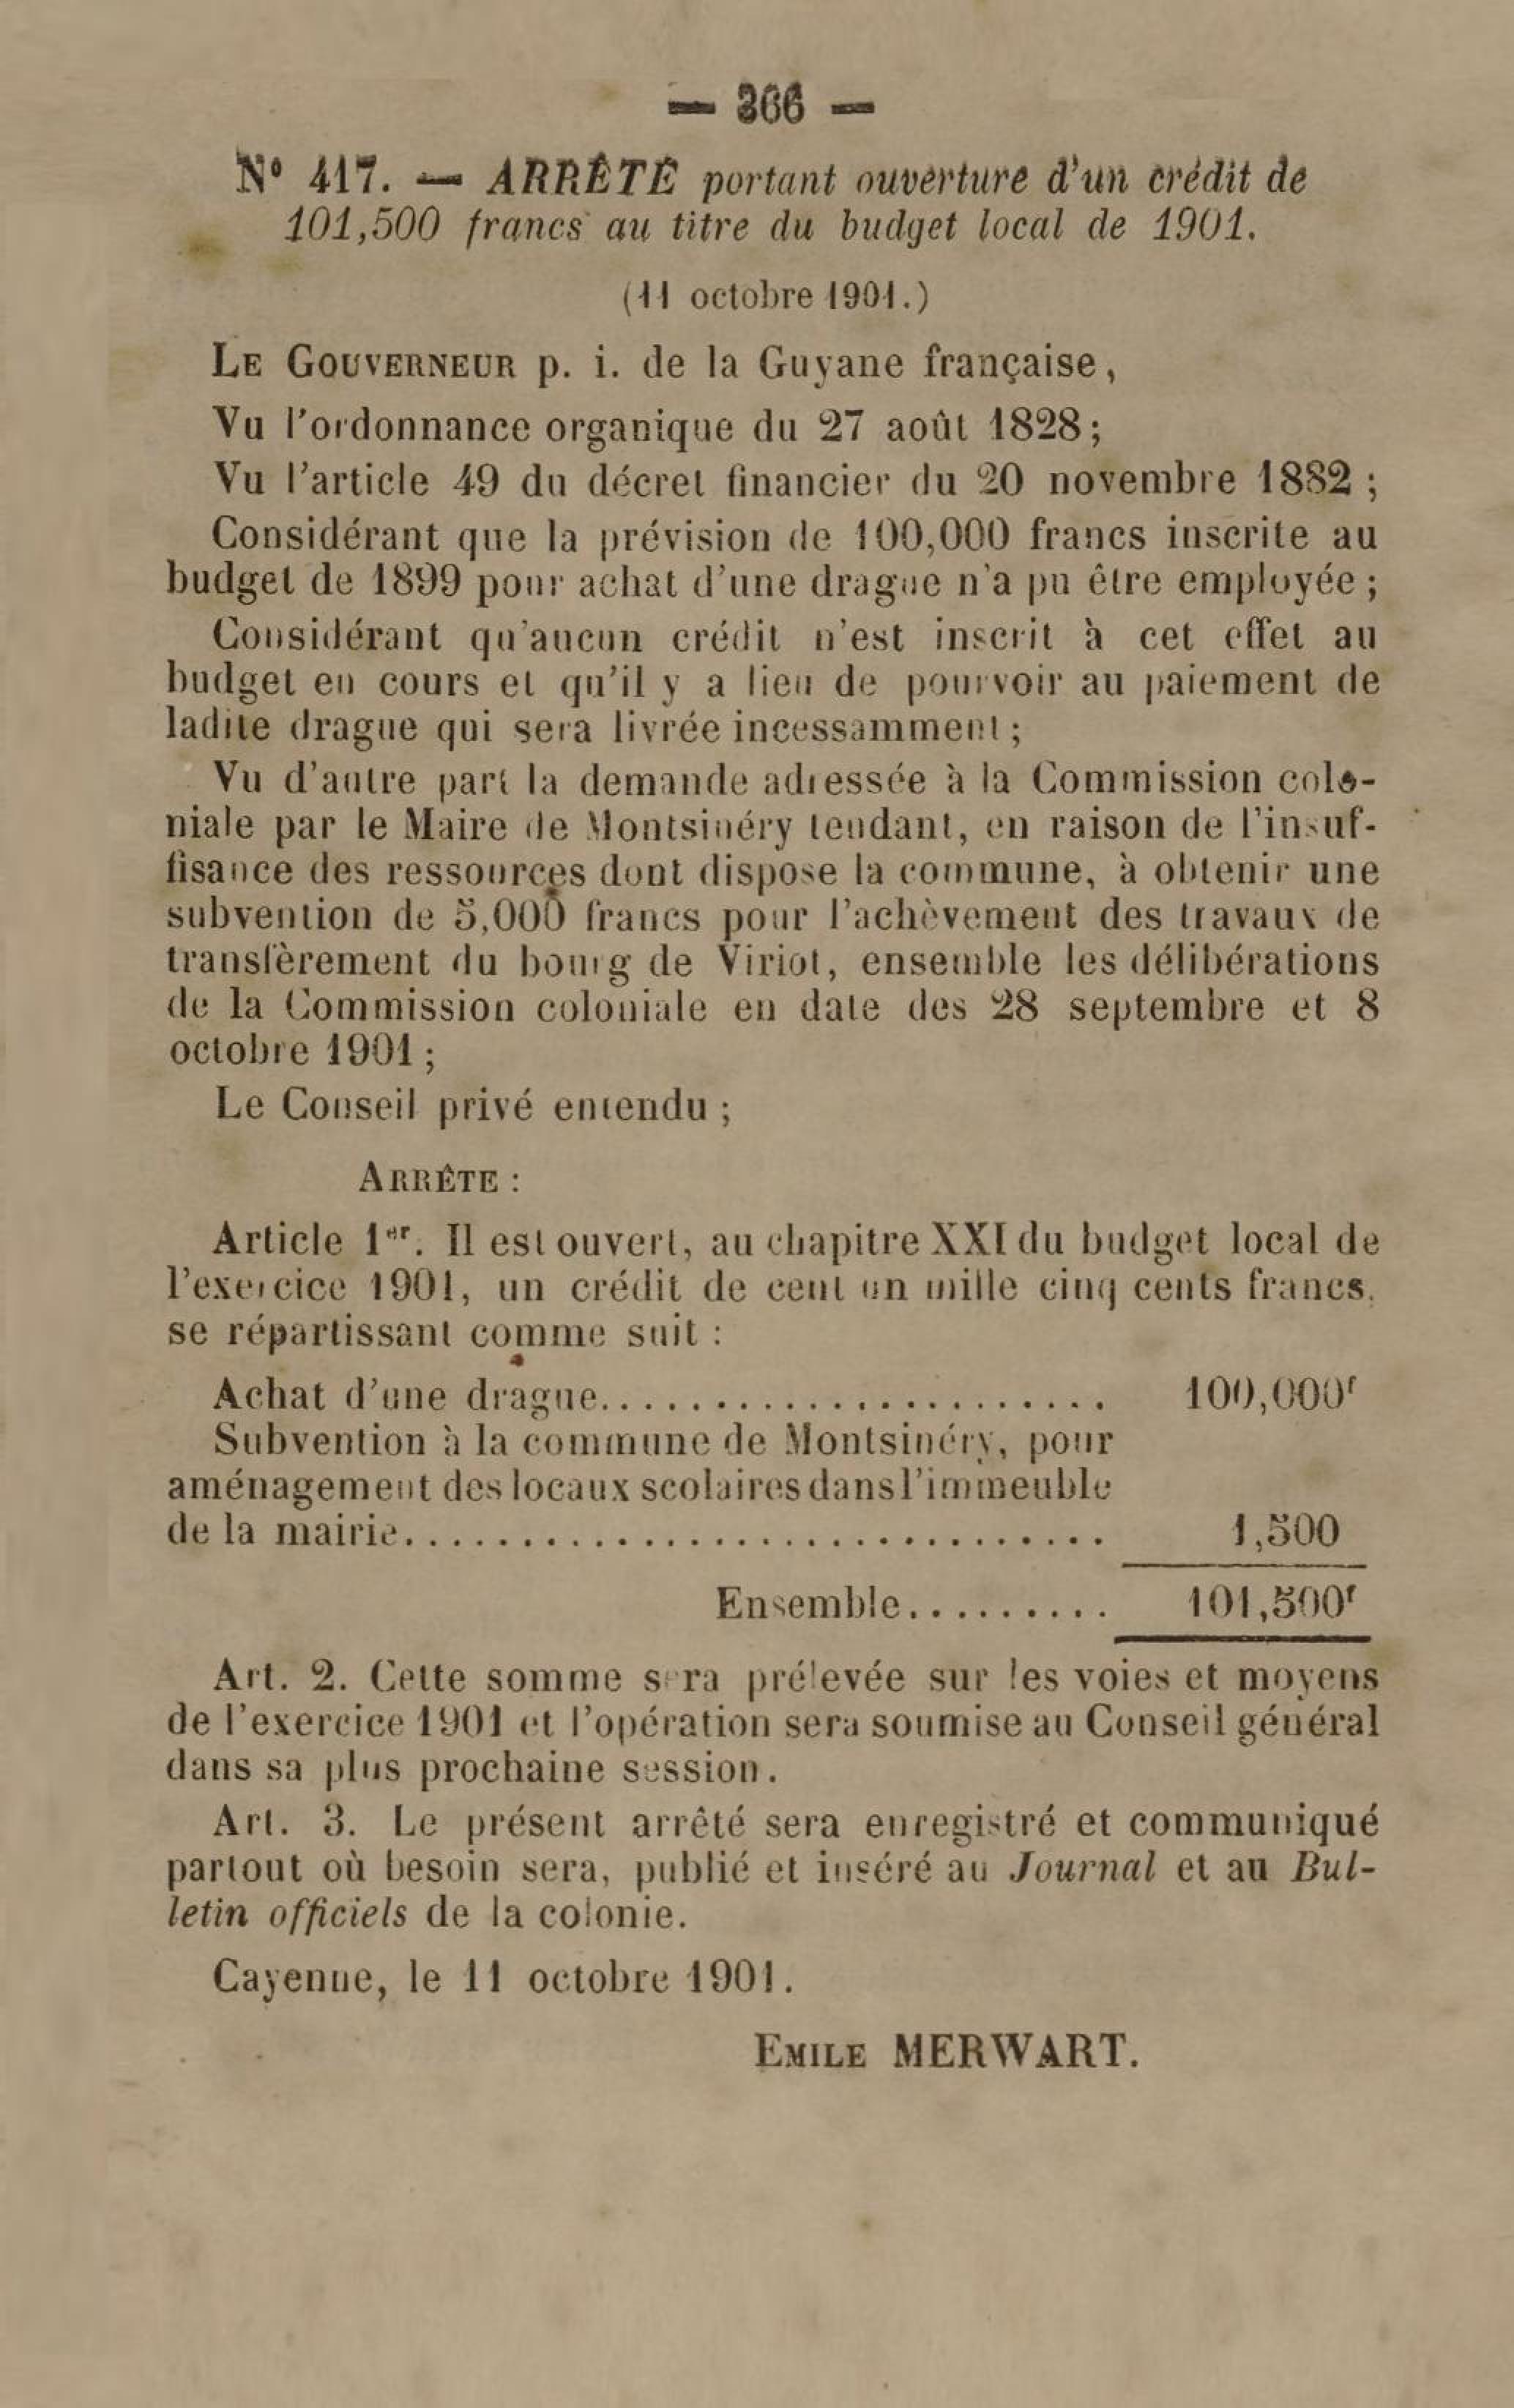 — 366 —
N° 417. — ARRÊTÉ portant ouverture d'un crédit de
101,500 francs au titre du budget local de 1901.
(11 octobre 1901.)
LE GOUVERNEUR p. i. de la Guyane française,
Vu l'ordonnance organique du 27 août 1828;
Vu l'article 49 du décret financier du 20 novembre 1882 ;
Considérant que la prévision de 100,000 francs inscrite au
budget de 1899 pour achat d'une drague n'a pu être employée ;
Considérant qu'aucun crédit n'est inscrit à cet effet au
budget en cours et qu'il y a lieu de pourvoir au paiement de
ladite drague qui sera livrée incessamment ;
Vu d'autre part la demande adressée à la Commission colo-
niale par le Maire de Montsinéry tendant, en raison de l'insuf-
fisance des ressources dont dispose la commune, à obtenir une
subvention de 5,000 francs pour l'achèvement des travaux de
transfèrement du bourg de Viriot, ensemble les délibérations
de la Commission coloniale en date des 28 septembre et 8
octobre 1901 ;
Le Conseil privé entendu ;
ARRÊTE :
Article 1er. Il est ouvert, au chapitre XXI du budget local de
l'exercice 1901, un crédit de cent un mille cinq cents francs,
se répartissant comme suit :
Achat d'une drague....................... 100,000f
Subvention à la commune de Montsinéry, pour
aménagement des locaux scolaires dans l'immeuble
de la mairie.............................. 1,500
Ensemble......... 101,500f
Art. 2. Cette somme sera prélevée sur les voies et moyens
de l'exercice 1901 et l'opération sera soumise au Conseil général
dans sa plus prochaine session.
Art. 3. Le présent arrêté sera enregistré et communiqué
partout où besoin sera, publié et inséré au Journal et au Bul-
letin officiels de la colonie.
Cayenne, le 11 octobre 1901.
EMILE MERWART.